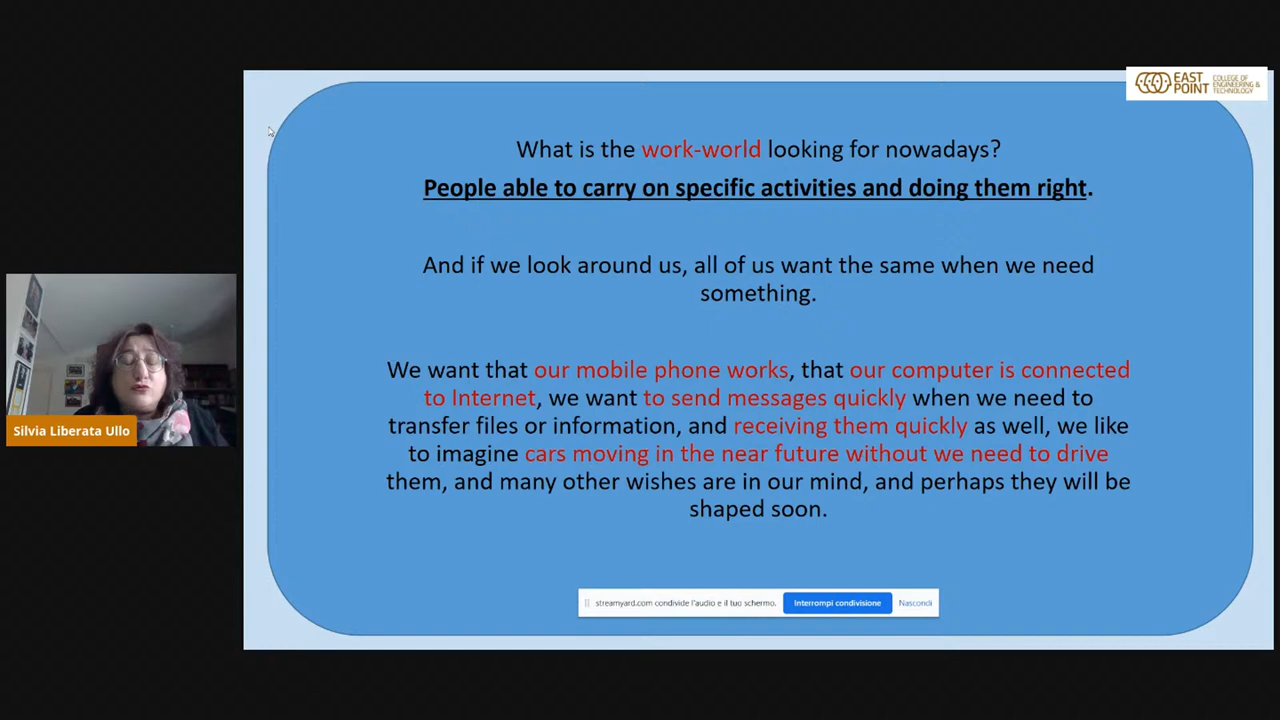 EAST
POINT
COLLEGE OF
ENGINEERING &
TECHNOLOGY
What is the work-world looking for nowadays?
People able to carry on specific activities and doing them right.
And if we look around us, all of us want the same when we need
something.
We want that our mobile phone works, that our computer is connected
to Internet, we want to send messages quickly when we need to
transfer files or information, and receiving them quickly as well, we like
to imagine cars moving in the near future without we need to drive
them, and many other wishes are in our mind, and perhaps they will be
shaped soon.
Silvia Liberata Ullo
streamyard.com condivide l'audio e il tuo schermo.
Interrompi condivisione
Nascondi